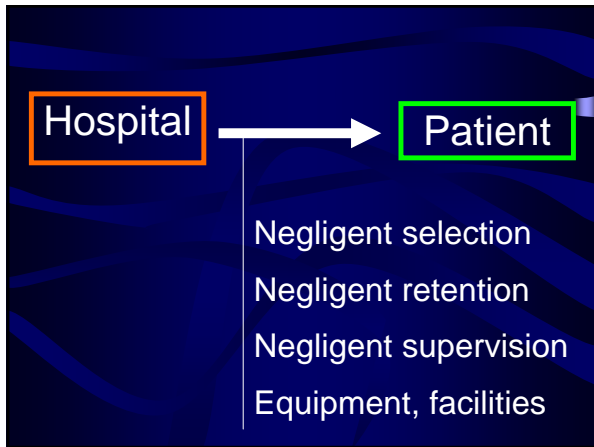 Hospital
Patient
Negligent selection
Negligent retention
Negligent supervision
Equipment, facilities